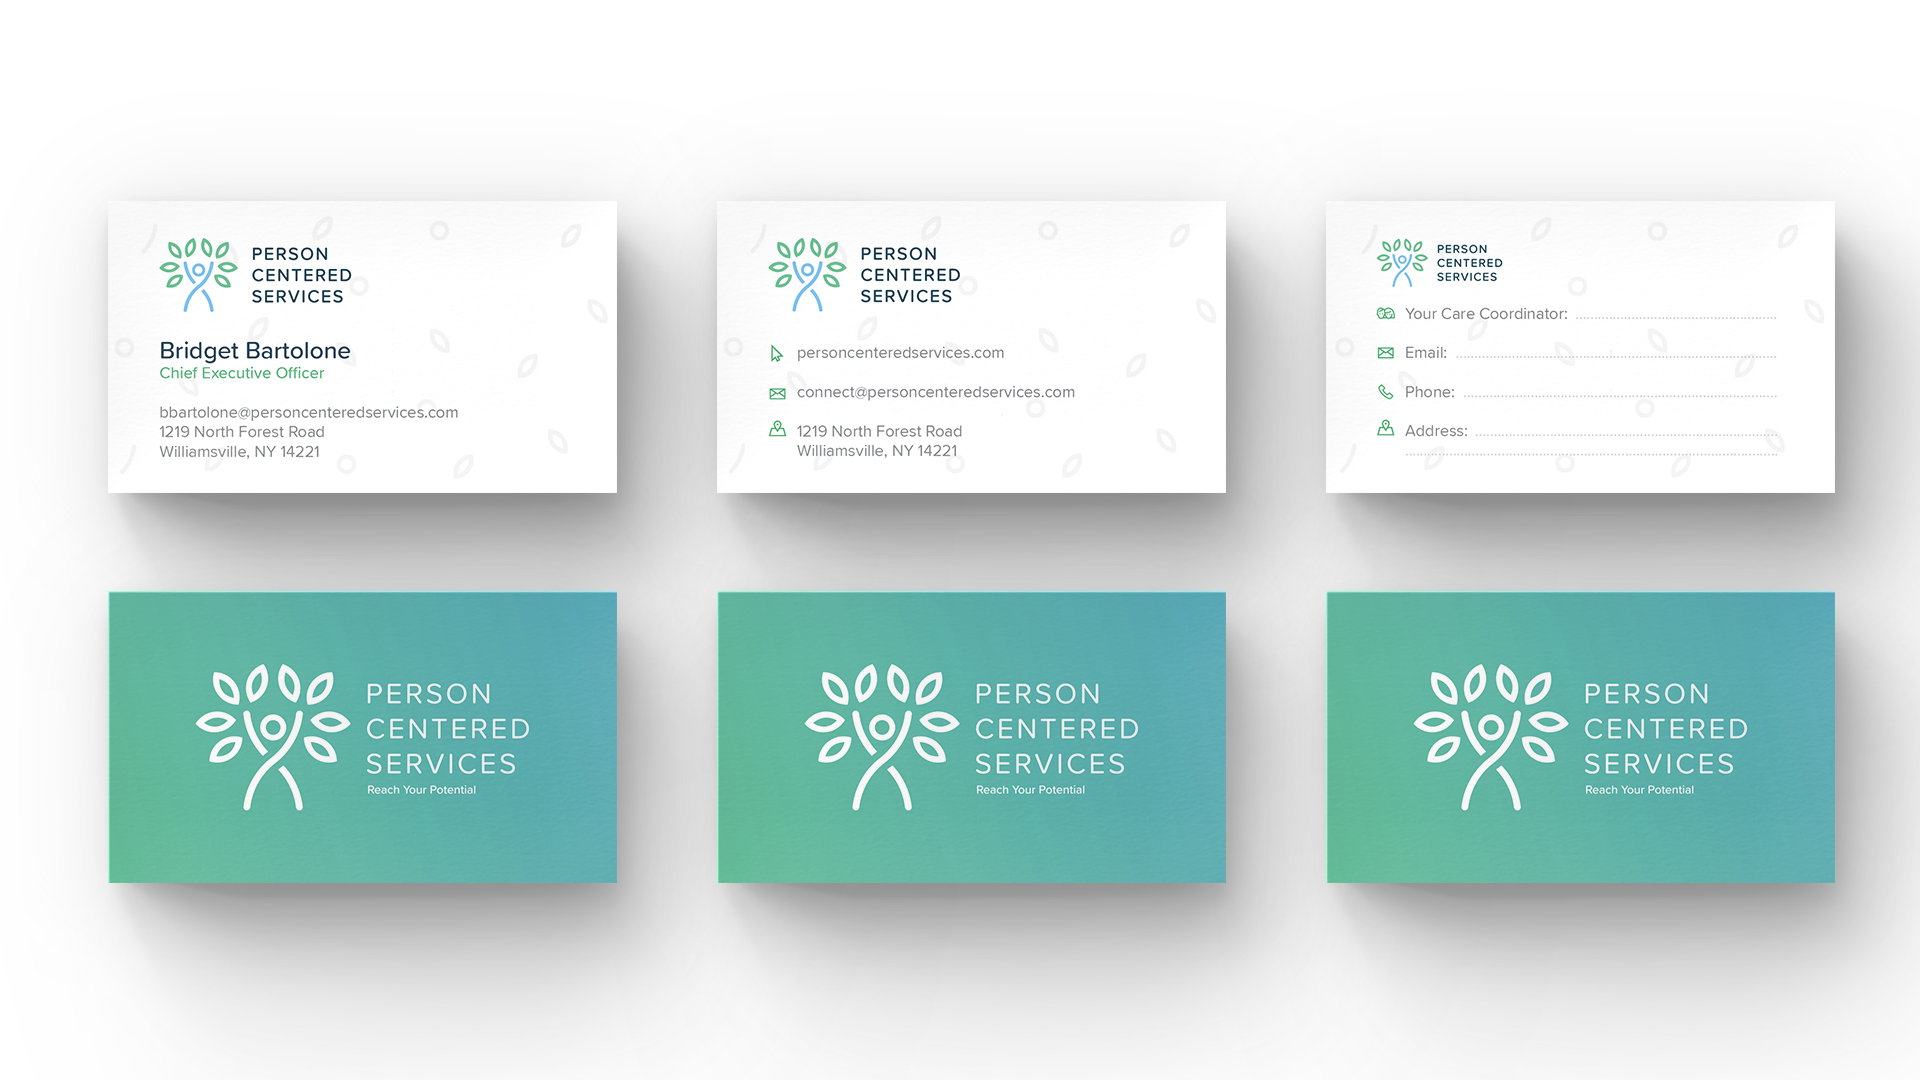 PERSON
CENTERED
SERVICES
Bridget Bartolone
Chief Executive Officer
bbartolone@personcenteredservices.com
1219 North Forest Road
Williamsville, NY 14221
PERSON
CENTERED
SERVICES
personcenteredservices.com
connect@personcenteredservices.com
1219 North Forest Road
Williamsville, NY 14221
PERSON
CENTERED
SERVICES
Your Care Coordinator:
Email:
Phone:
Address:
PERSON
CENTERED
SERVICES
Reach Your Potential
PERSON
CENTERED
SERVICES
Reach Your Potential
PERSON
CENTERED
SERVICES
Reach Your Potential